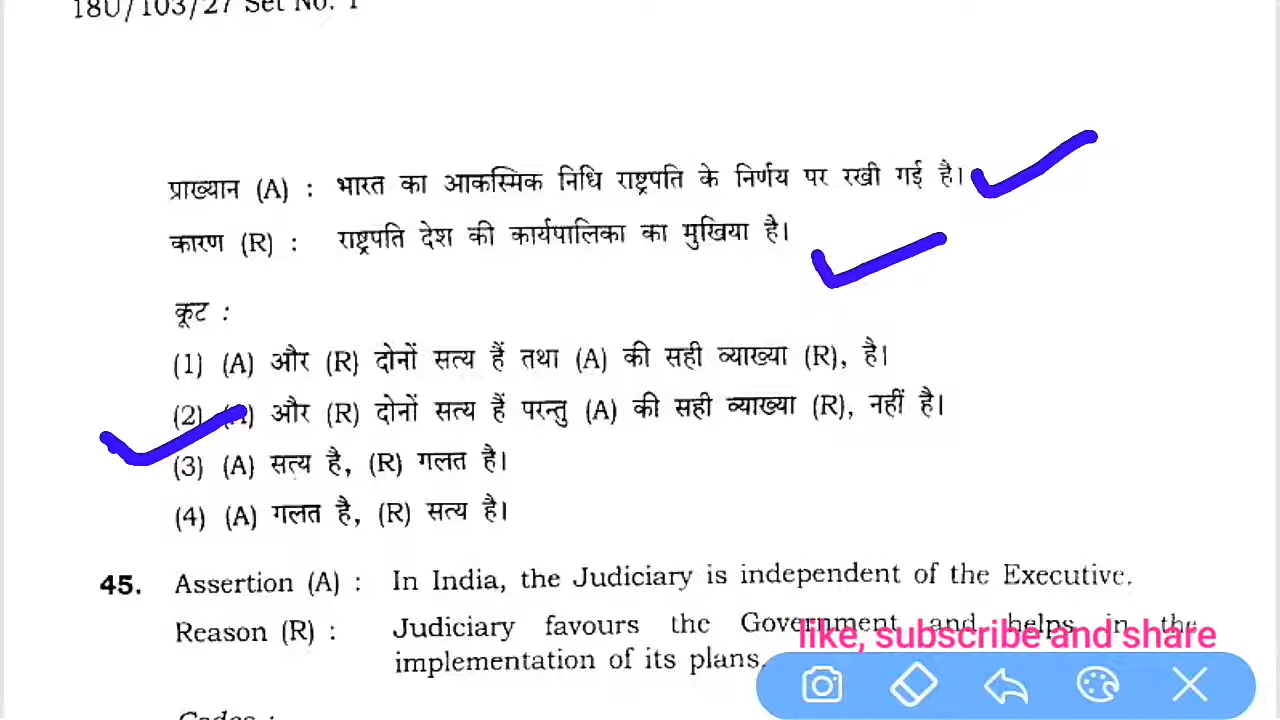 18U/103/27 Set No. 1
प्राख्यान (A) : भारत का आकस्मिक निधि राष्ट्रपति के निर्णय पर रखी गई है।
कारण (R) : राष्ट्रपति देश की कार्यपालिका का मुखिया है।
कूट :
(1) (A) और (R) दोनों सत्य हैं तथा (A) की सही व्याख्या (R), है।
(2) (A) और (R) दोनों सत्य हैं परन्तु (A) की सही व्याख्या (R), नहीं है।
(3) (A) सत्य है, (R) गलत है।
(4) (A) गलत है, (R) सत्य है।
45. Assertion (A) : In India, the Judiciary is independent of the Executive.
Reason (R) : Judiciary favours the Government and helps in the
like, subscribe and share
implementation of its plans.
Codes :